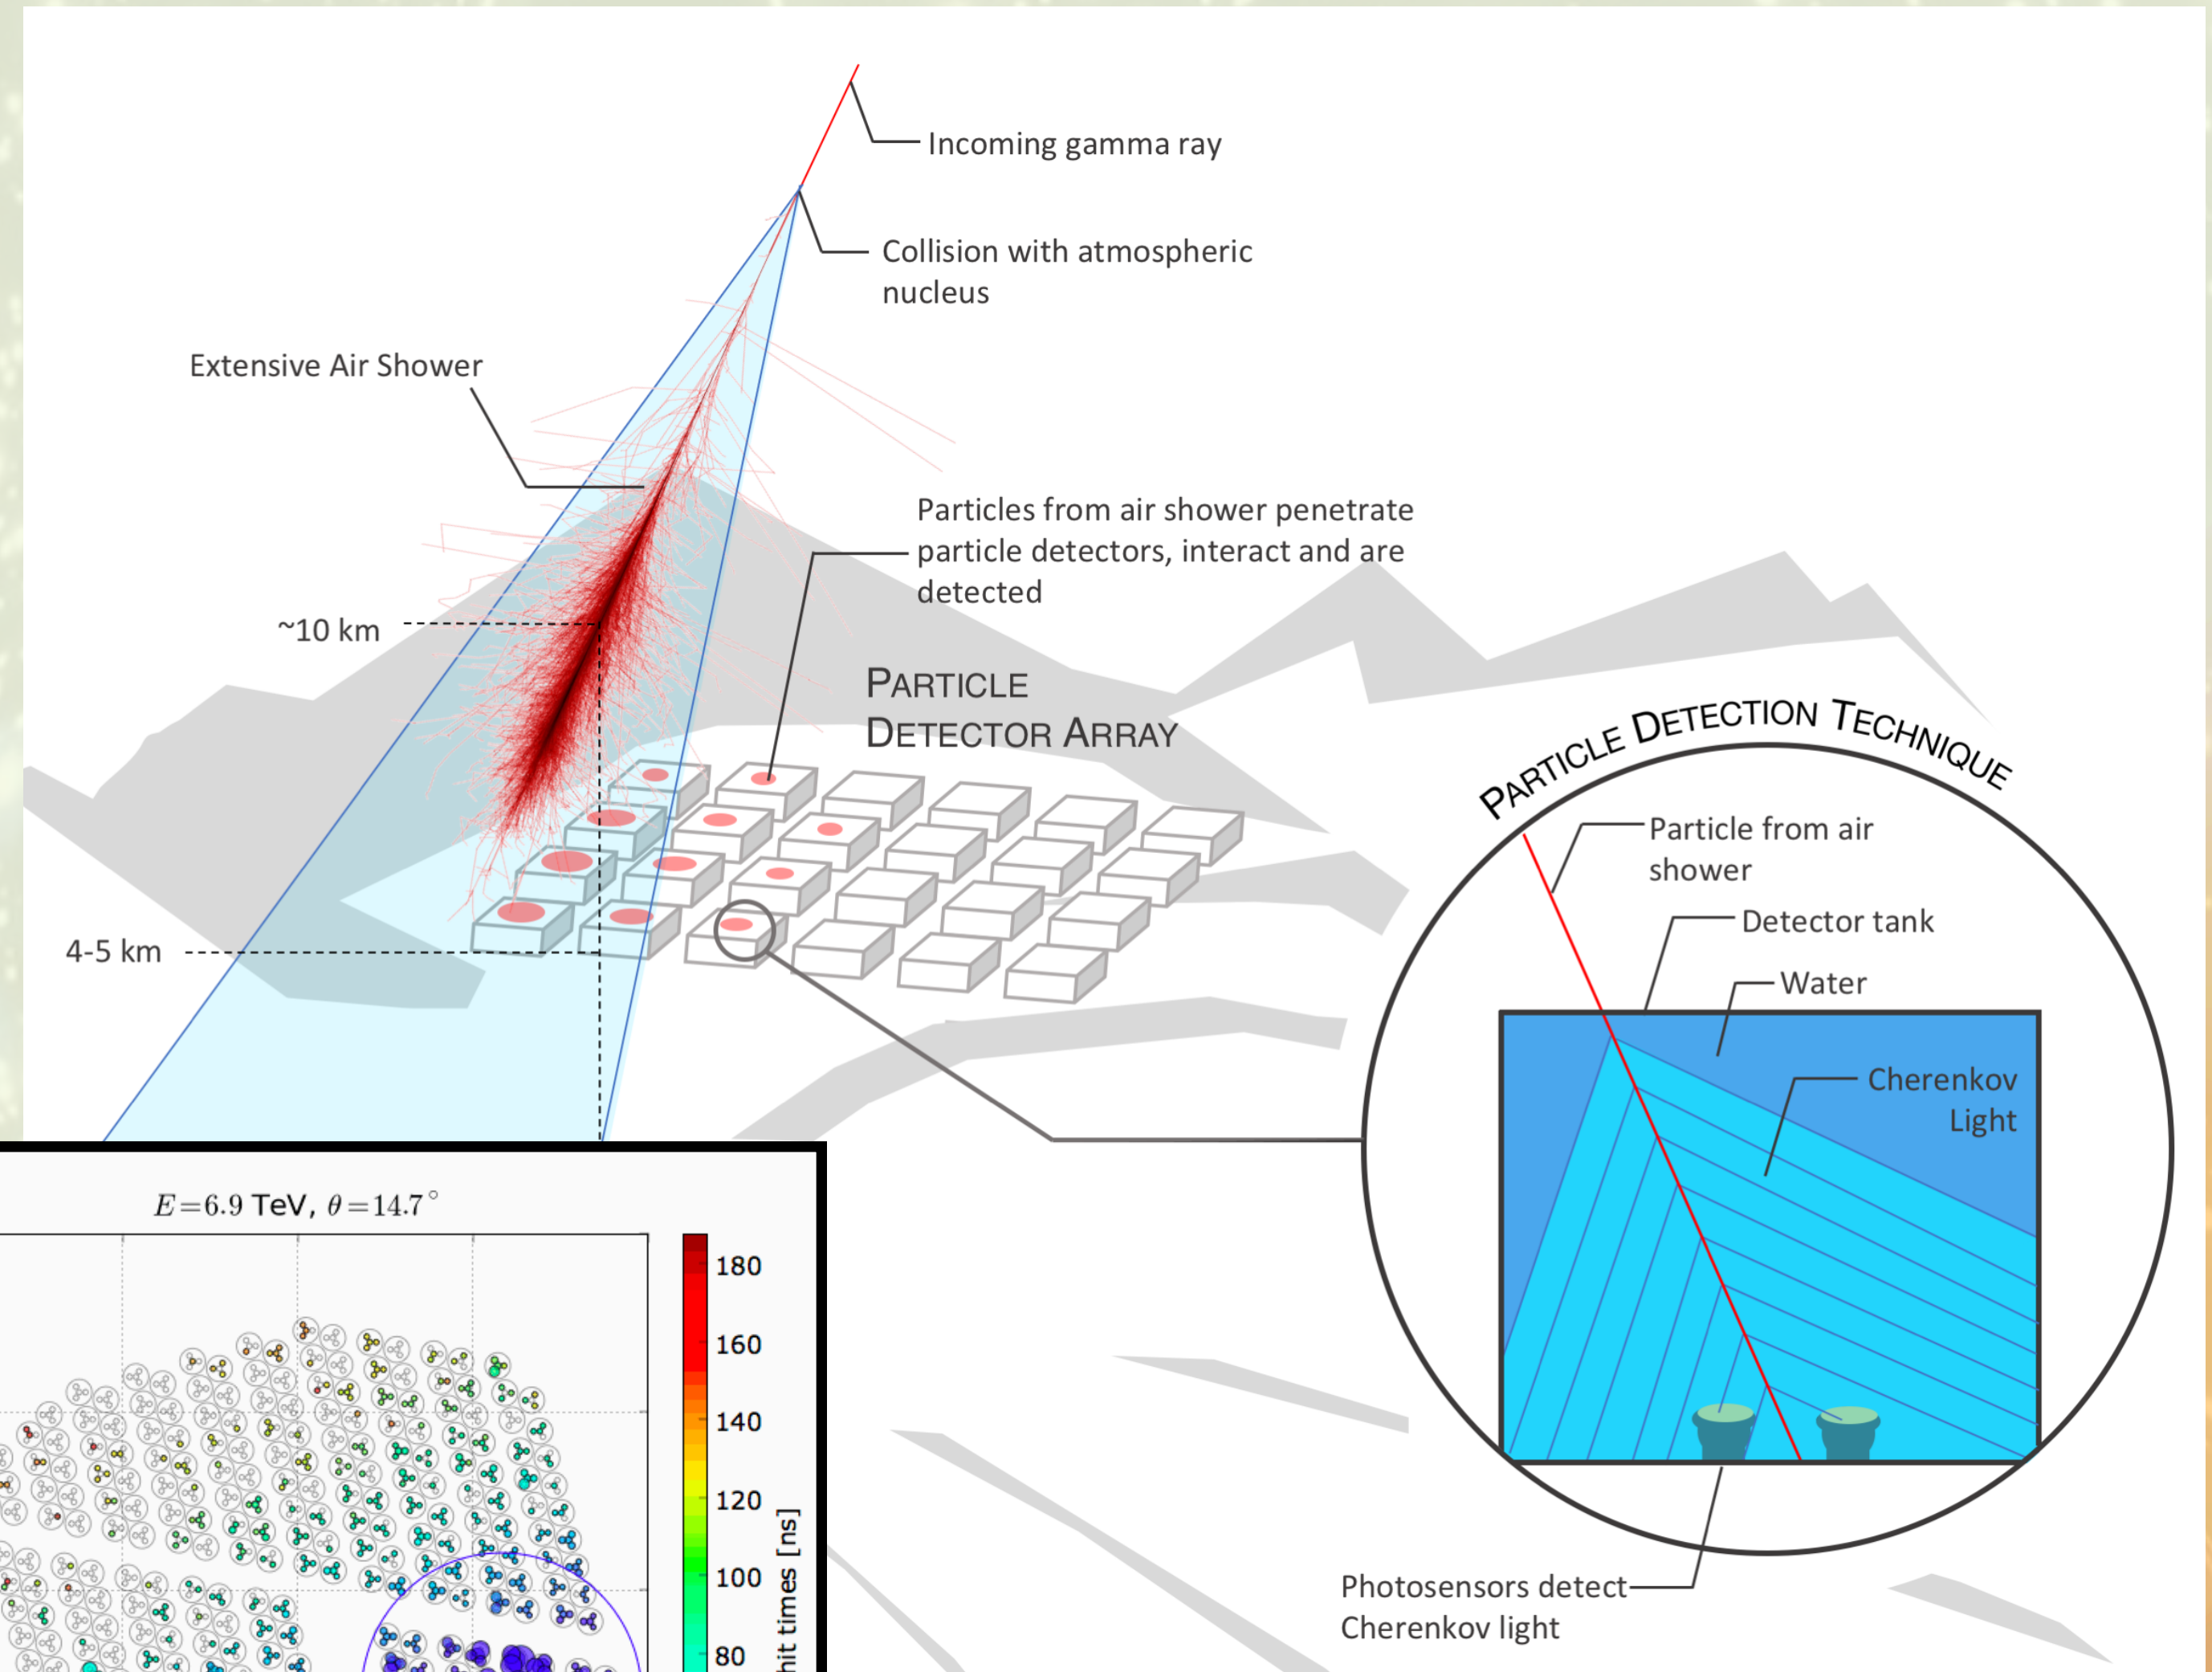 Incoming gamma ray
Collision with atmospheric
nucleus
Extensive Air Shower
Particles from air shower penetrate
particle detectors, interact and are
detected
~10 km
PARTICLE
DETECTOR ARRAY
4-5 km
PARTICLE DETECTION TECHNIQUE
Particle from air
shower
Detector tank
Water
Cherenkov
Light
Photosensors detect
Cherenkov light
E=6.9 TeV, θ=14.7°
180
160
140
120
100
80
hit times [ns]